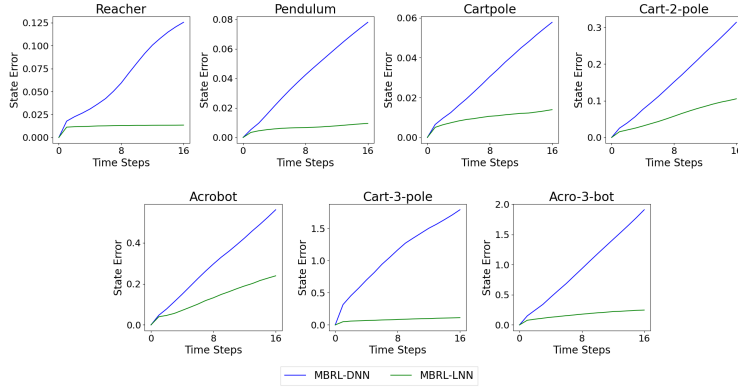 Reacher
Pendulum
Cartpole
Cart-2-pole
State Error
0.125
0.100
0.075
0.050
0.025
0.000
0
8
16
Time Steps
State Error
0.08
0.06
0.04
0.02
0.00
0
8
16
Time Steps
State Error
0.06
0.04
0.02
0.00
0
8
16
Time Steps
State Error
0.3
0.2
0.1
0.0
0
8
16
Time Steps
Acrobot
Cart-3-pole
Acro-3-bot
State Error
0.4
0.2
0.0
0
8
16
Time Steps
State Error
1.5
1.0
0.5
0.0
0
8
16
Time Steps
State Error
2.0
1.5
1.0
0.5
0.0
0
8
16
Time Steps
MBRL-DNN
MBRL-LNN